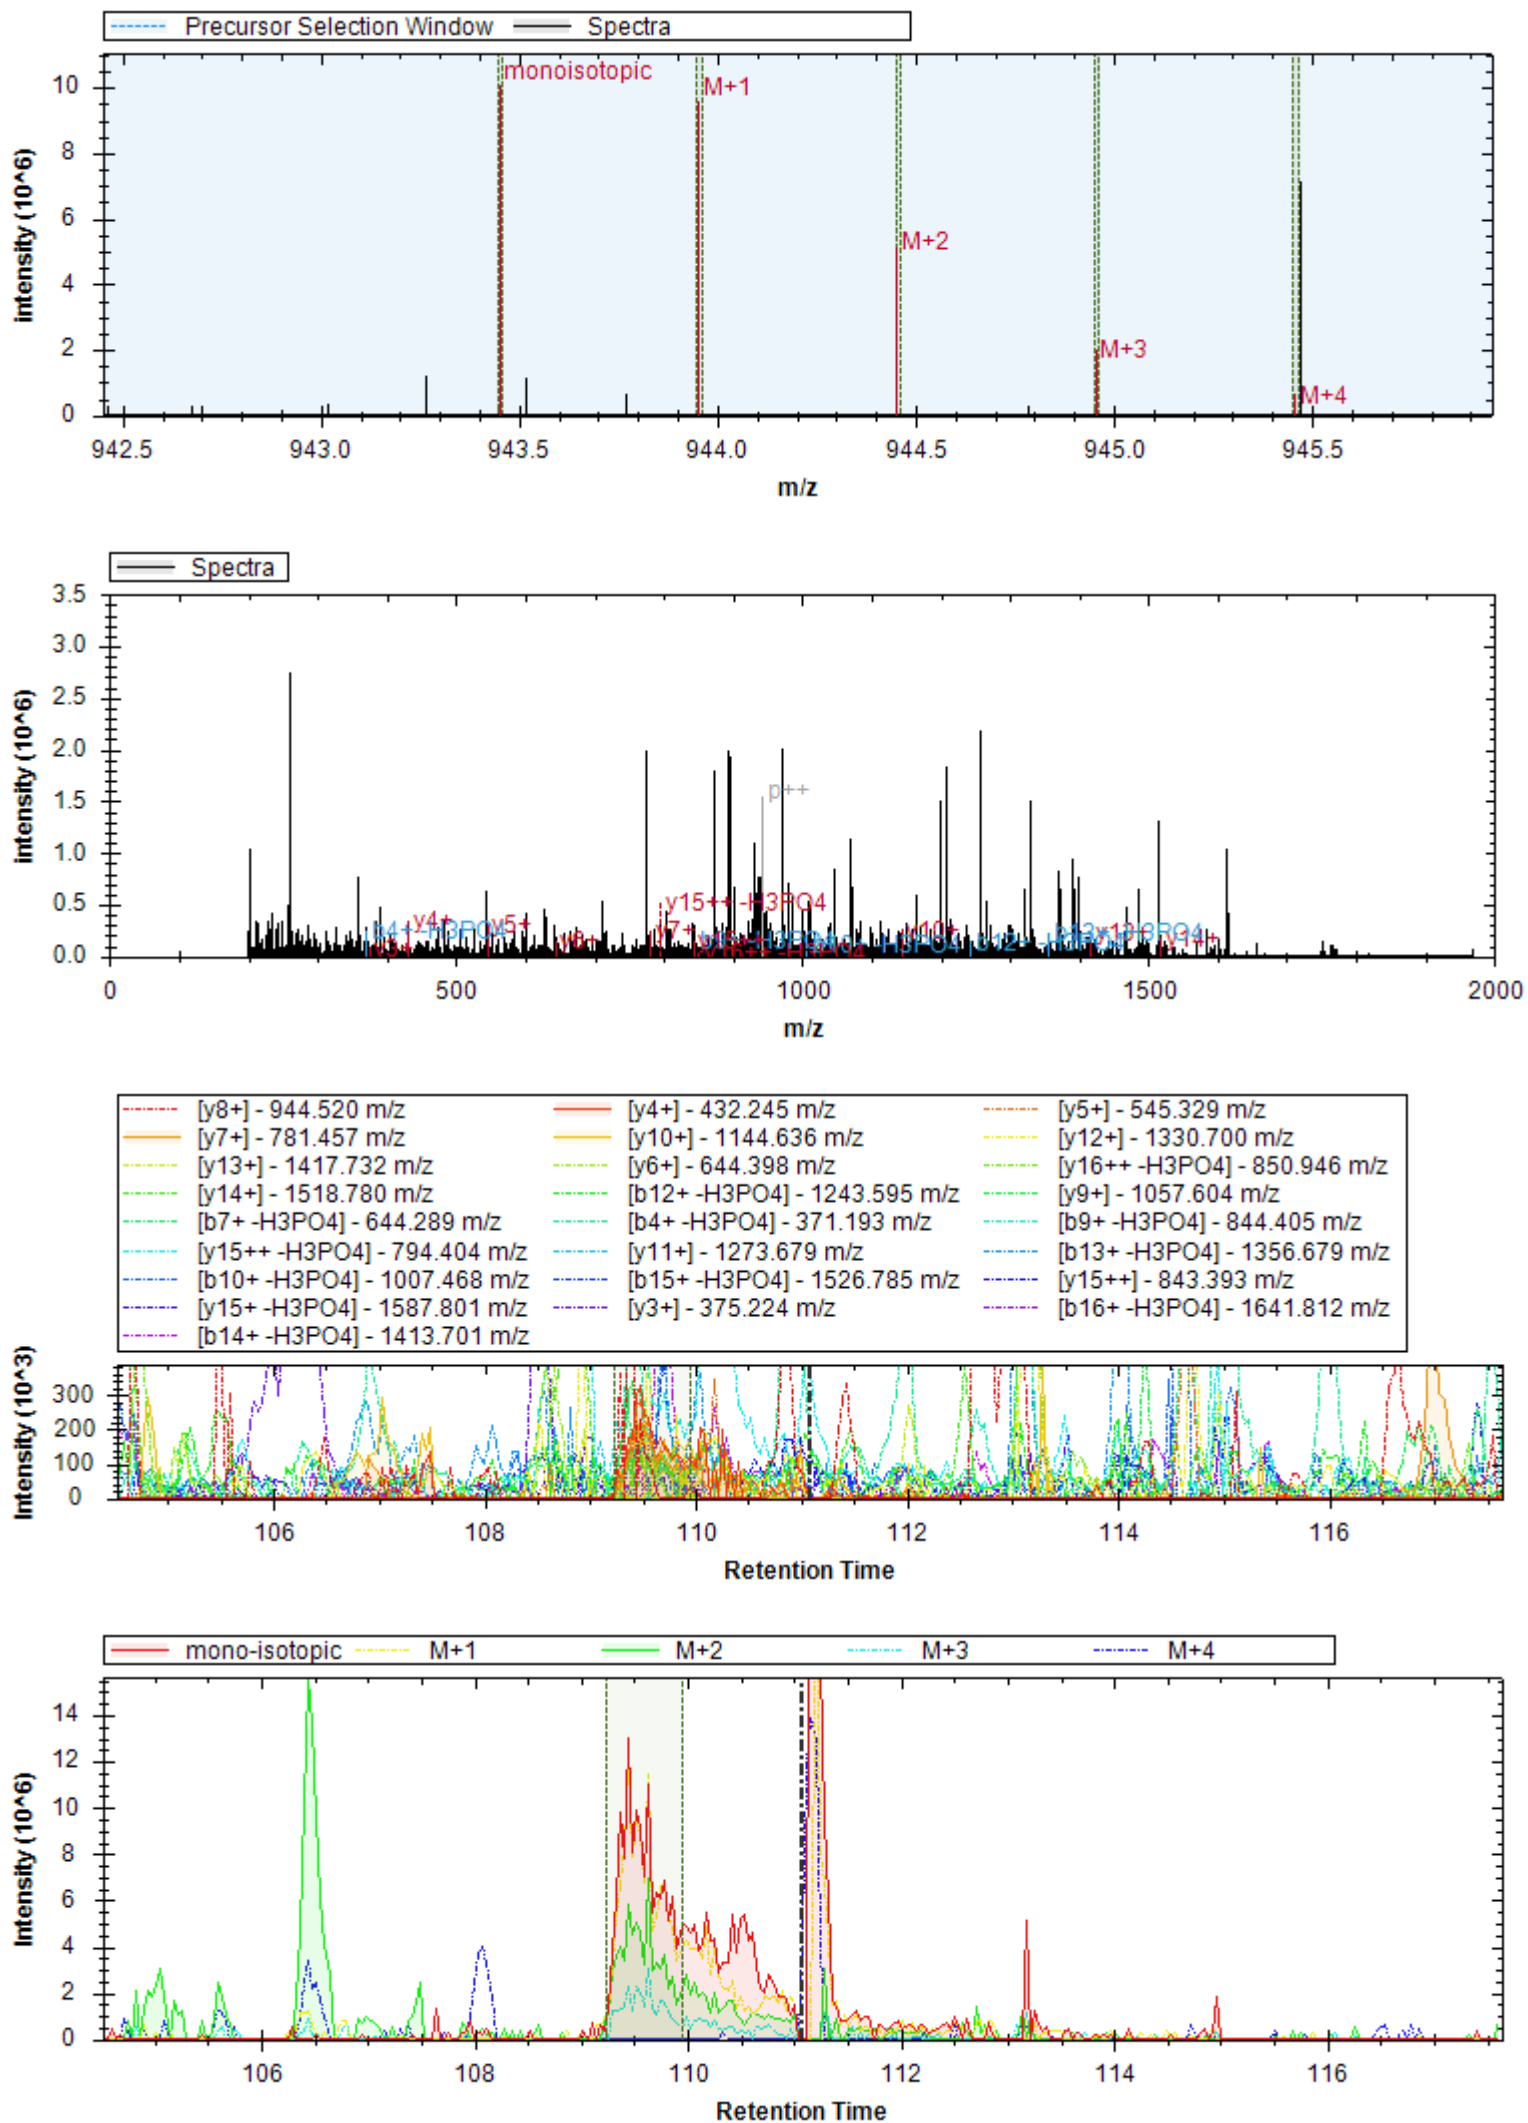 Precursor Selection Window Spectra
monoisotopic
M+1
M+2
M+3
M+4
10
8
6
4
2
0
intensity (10^6)
942.5 943.0 943.5 944.0 944.5 945.0 945.5
m/z
Spectra
3.5
3.0
2.5
2.0
1.5
1.0
0.5
0.0
intensity (10^6)
p++
y15++ -H3PO4
y4+ y5+ y7+ y10+
b4+ -H3PO4
0 500 1000 1500 2000
m/z
[y8+] - 944.520 m/z [y4+] - 432.245 m/z [y5+] - 545.329 m/z
[y7+] - 781.457 m/z [y10+] - 1144.636 m/z [y12+] - 1330.700 m/z
[y13+] - 1417.732 m/z [y6+] - 644.398 m/z [y16++ -H3PO4] - 850.946 m/z
[y14+] - 1518.780 m/z [b12+ -H3PO4] - 1243.595 m/z [y9+] - 1057.604 m/z
[b7+ -H3PO4] - 644.289 m/z [b4+ -H3PO4] - 371.193 m/z [b9+ -H3PO4] - 844.405 m/z
[y15++ -H3PO4] - 794.404 m/z [y11+] - 1273.679 m/z [b13+ -H3PO4] - 1356.679 m/z
[b10+ -H3PO4] - 1007.468 m/z [b15+ -H3PO4] - 1526.785 m/z [y15++] - 843.393 m/z
[y15+ -H3PO4] - 1587.801 m/z [y3+] - 375.224 m/z [b16+ -H3PO4] - 1641.812 m/z
[b14+ -H3PO4] - 1413.701 m/z
300
200
100
0
Intensity (10^3)
106 108 110 112 114 116
Retention Time
mono-isotopic M+1 M+2 M+3 M+4
14
12
10
8
6
4
2
0
Intensity (10^6)
106 108 110 112 114 116
Retention Time